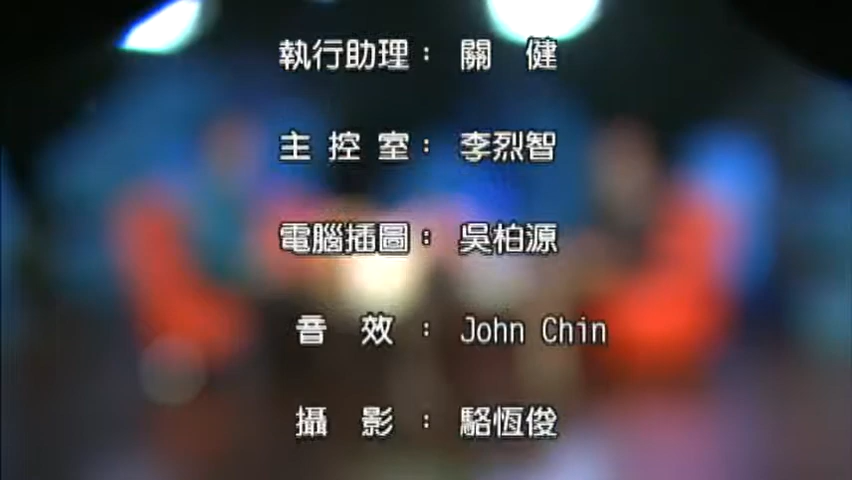 執行助理： 關 健
主 控 室： 李烈智
電腦插圖： 吳柏源
音 效 ： John Chin
攝 影 ： 駱恆俊